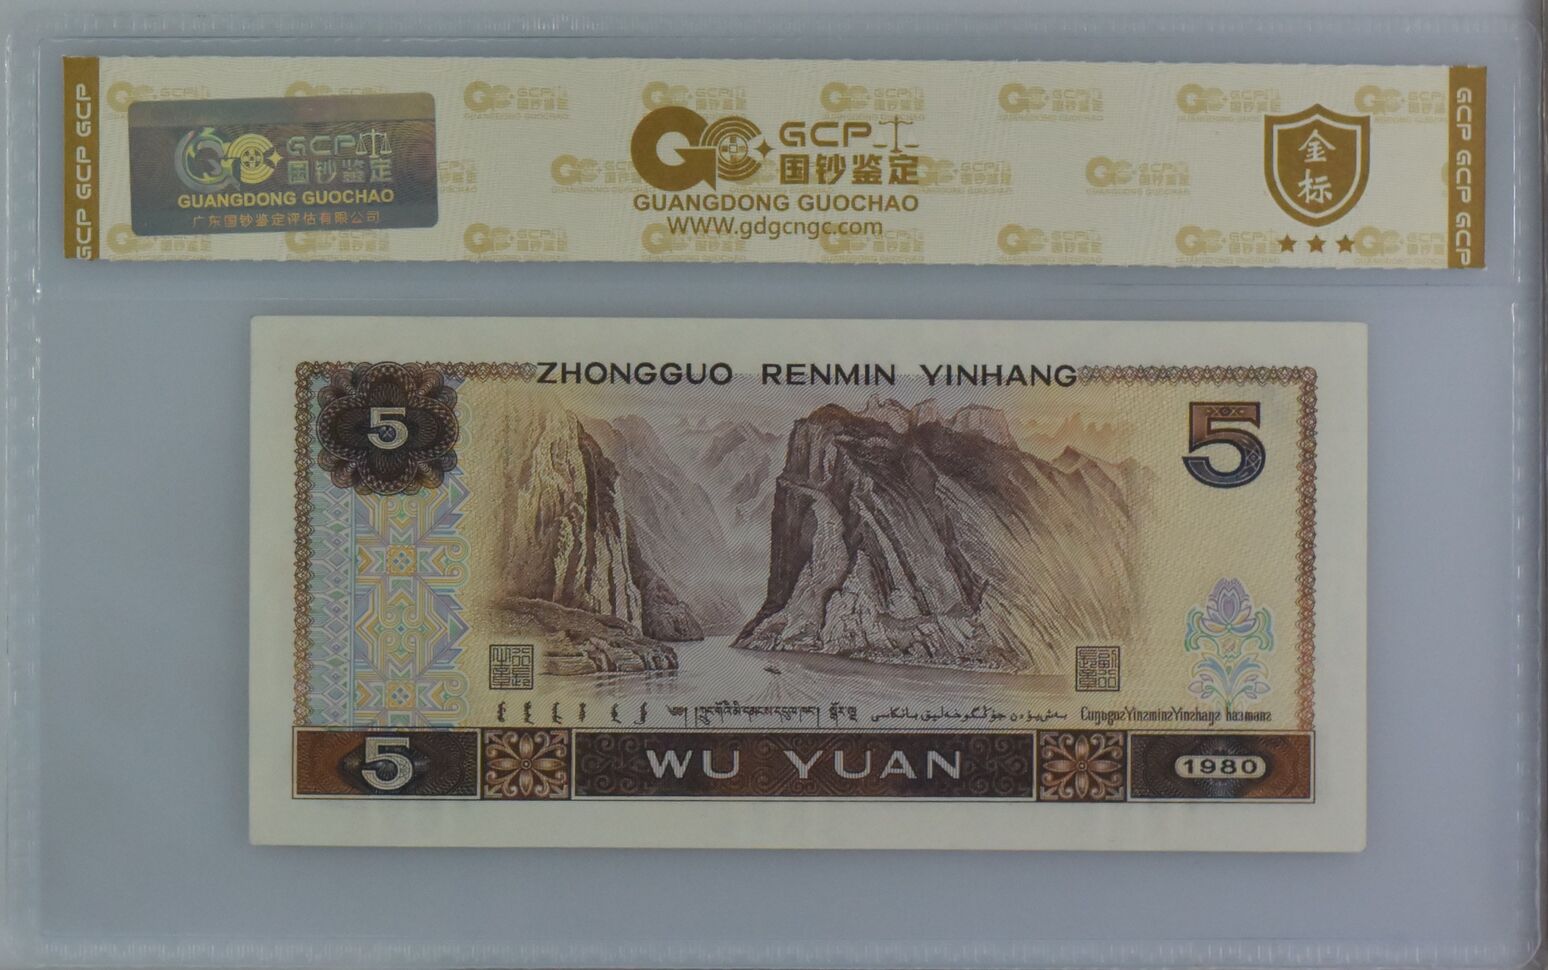 GCP GCP GCP
GCP
国钞鉴定
GUANGDONG GUOCHAO
广东国钞鉴定评估有限公司
GCP
国钞鉴定
GUANGDONG GUOCHAO
WWW.gdgcngc.com
金标
GCP GCP GCP
ZHONGGUO RENMIN YINHANG
5
5
5
WU YUAN
1980